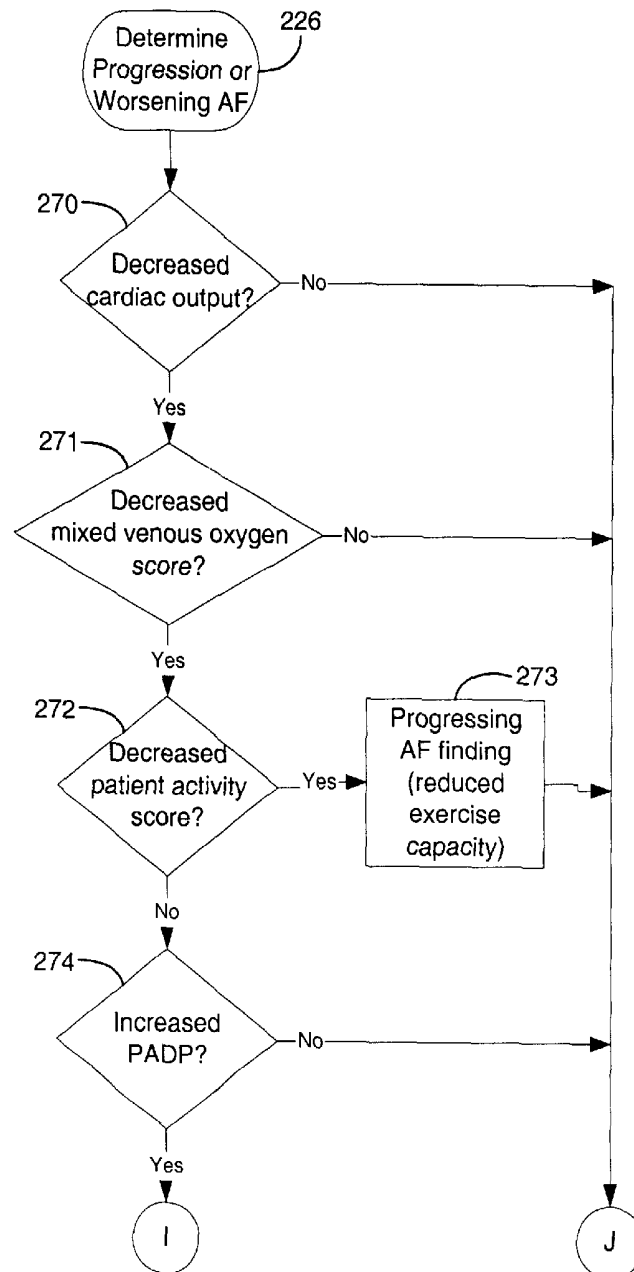 226
Determine
Progression or
Worsening AF
270
Decreased
cardiac output?
No
Yes
271
Decreased
mixed venous oxygen
score?
No
Yes
272
Decreased
patient activity
score?
Yes
273
Progressing
AF finding
(reduced
exercise
capacity)
No
274
Increased
PADP?
No
Yes
I
J